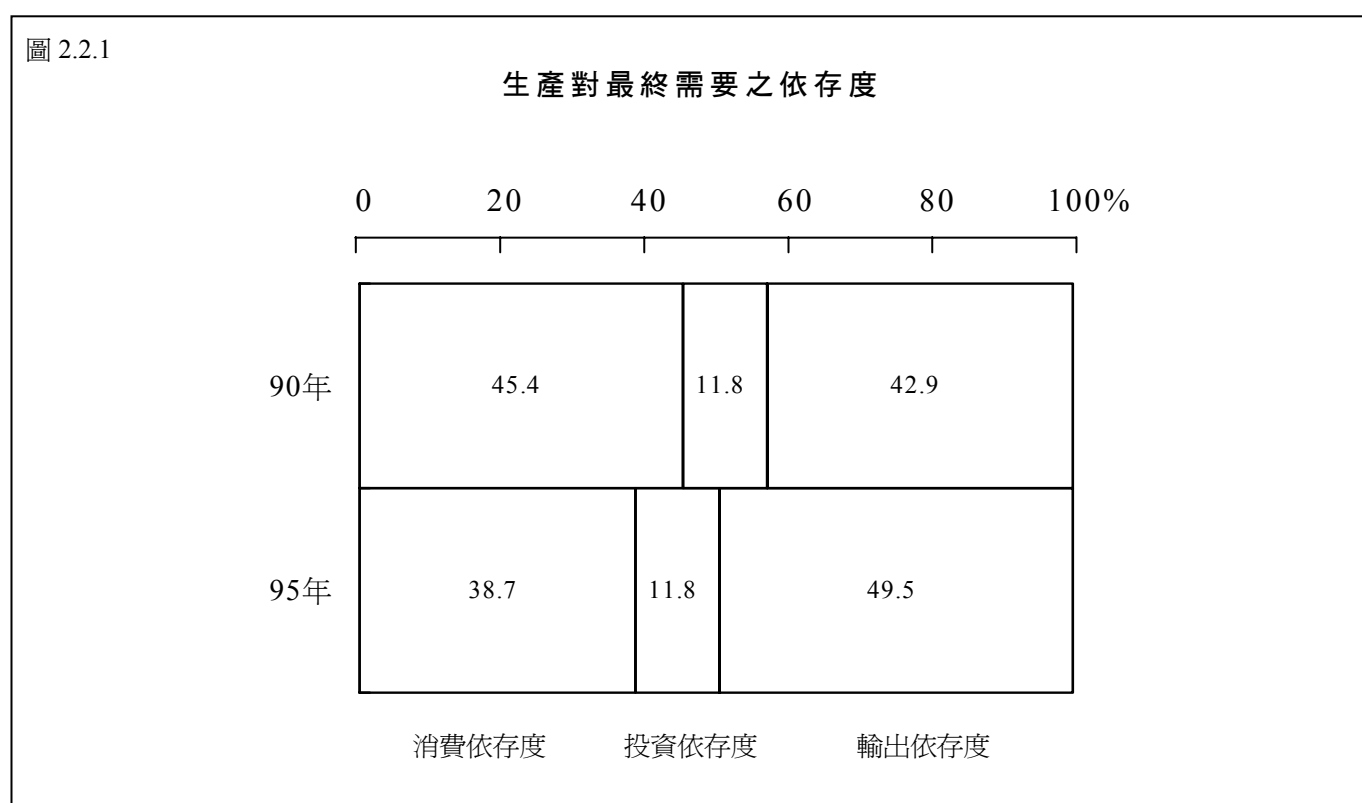 圖 2.2.1
生產對最終需要之依存度
0 20 40 60 80 100%
90年 45.4 11.8 42.9
95年 38.7 11.8 49.5
消費依存度 投資依存度 輸出依存度